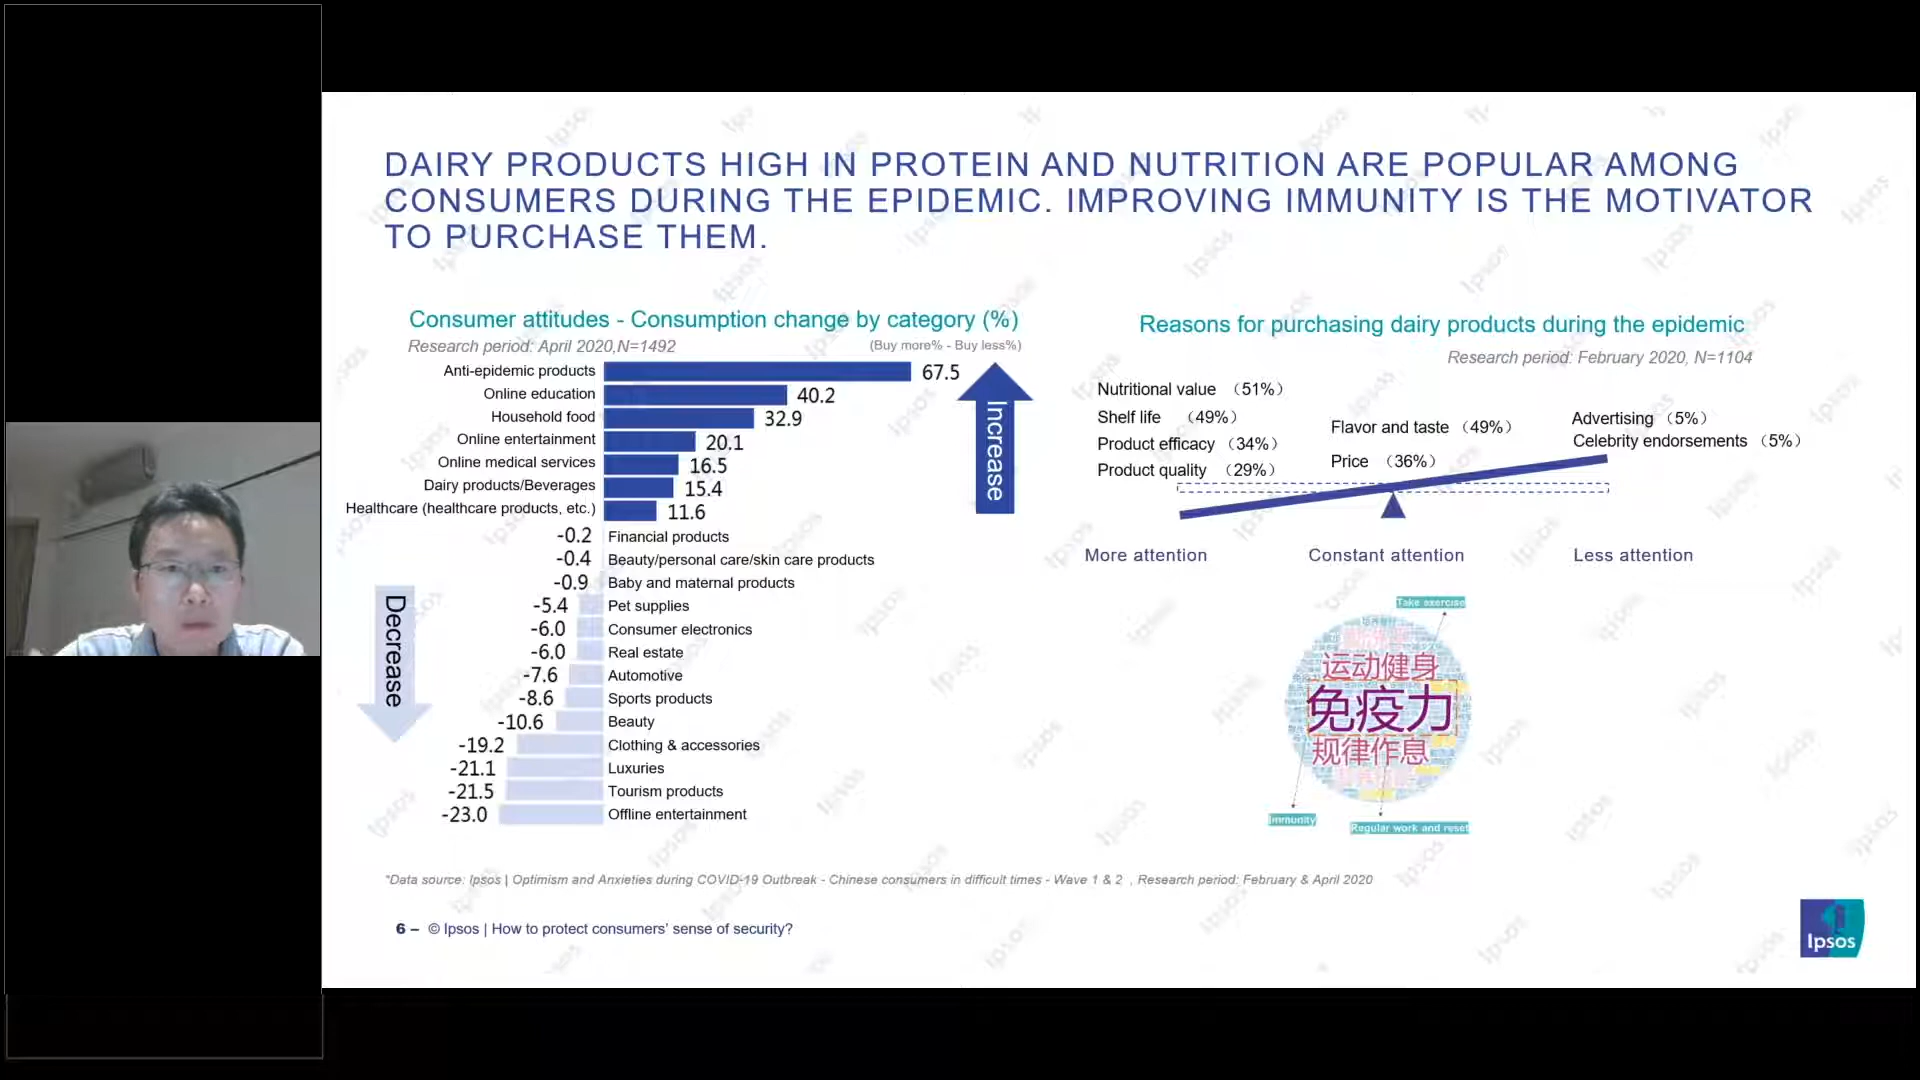 DAIRY PRODUCTS HIGH IN PROTEIN AND NUTRITION ARE POPULAR AMONG
CONSUMERS DURING THE EPIDEMIC. IMPROVING IMMUNITY IS THE MOTIVATOR
TO PURCHASE THEM.
Consumer attitudes - Consumption change by category (%)
Research period: April 2020,N=1492
(Buy more% - Buy less%)
Anti-epidemic products 67.5
Online education 40.2
Household food 32.9
Online entertainment 20.1
Online medical services 16.5
Dairy products/Beverages 15.4
Healthcare (healthcare products, etc.) 11.6
Increase
-0.2 Financial products
-0.4 Beauty/personal care/skin care products
-0.9 Baby and maternal products
-5.4 Pet supplies
-6.0 Consumer electronics
-6.0 Real estate
-7.6 Automotive
-8.6 Sports products
-10.6 Beauty
-19.2 Clothing & accessories
-21.1 Luxuries
-21.5 Tourism products
-23.0 Offline entertainment
Decrease
Reasons for purchasing dairy products during the epidemic
Research period: February 2020, N=1104
Nutritional value （51%）
Shelf life （49%）
Product efficacy （34%）
Product quality （29%）
Flavor and taste （49%）
Price （36%）
Advertising （5%）
Celebrity endorsements （5%）
More attention
Constant attention
Less attention
Take exercise
运动健身
免疫力
规律作息
Immunity
Regular work and reset
*Data source: Ipsos | Optimism and Anxieties during COVID-19 Outbreak - Chinese consumers in difficult times - Wave 1 & 2 , Research period: February & April 2020
6 – © Ipsos | How to protect consumers' sense of security?
Ipsos